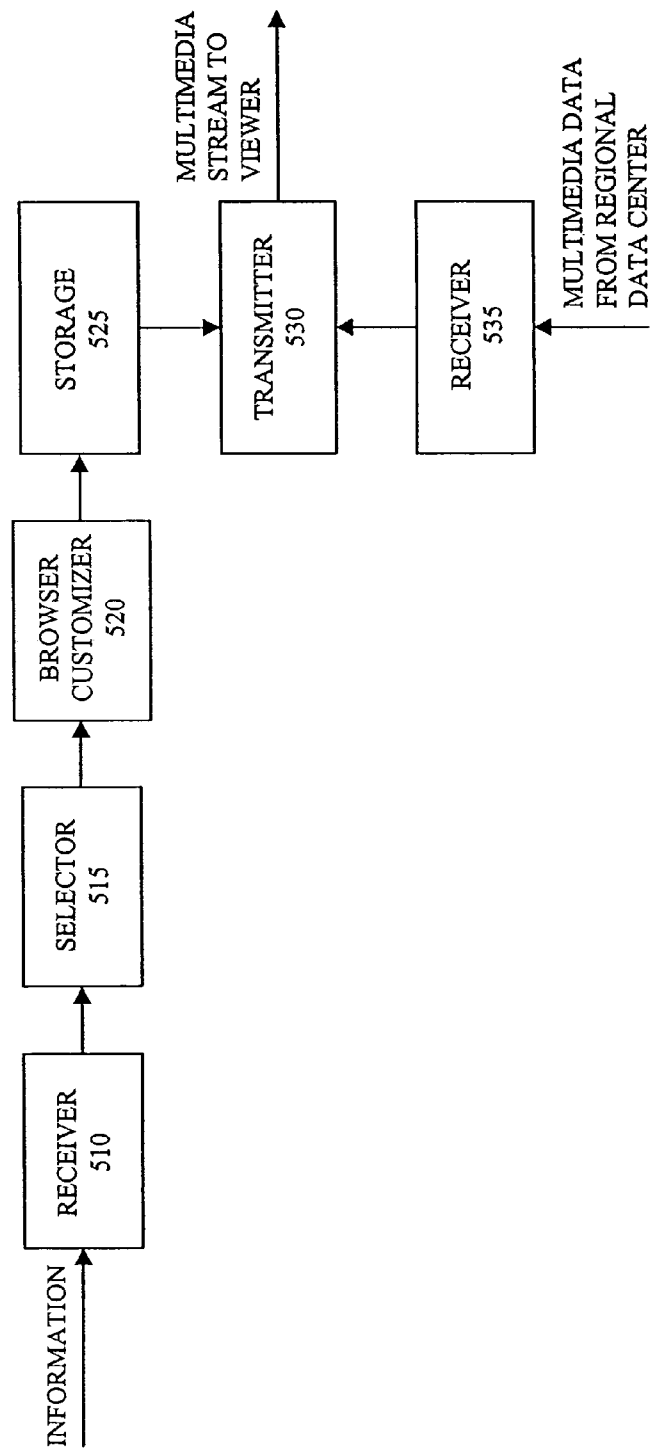 INFORMATION
RECEIVER
510
SELECTOR
515
BROWSER
CUSTOMIZER
520
STORAGE
525
TRANSMITTER
530
MULTIMEDIA
STREAM TO
VIEWER
RECEIVER
535
MULTIMEDIA DATA
FROM REGIONAL
DATA CENTER